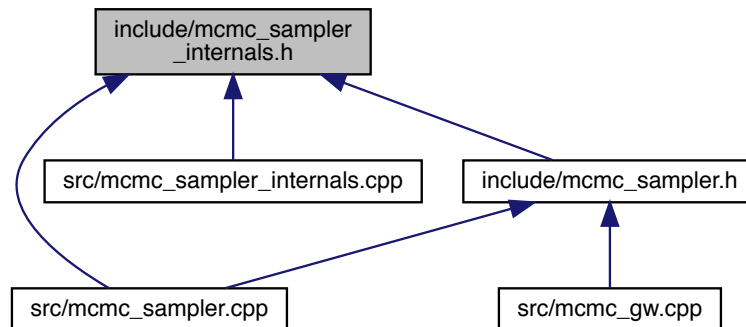 include/mcmc_sampler
_internals.h
src/mcmc_sampler_internals.cpp
include/mcmc_sampler.h
src/mcmc_sampler.cpp
src/mcmc_gw.cpp